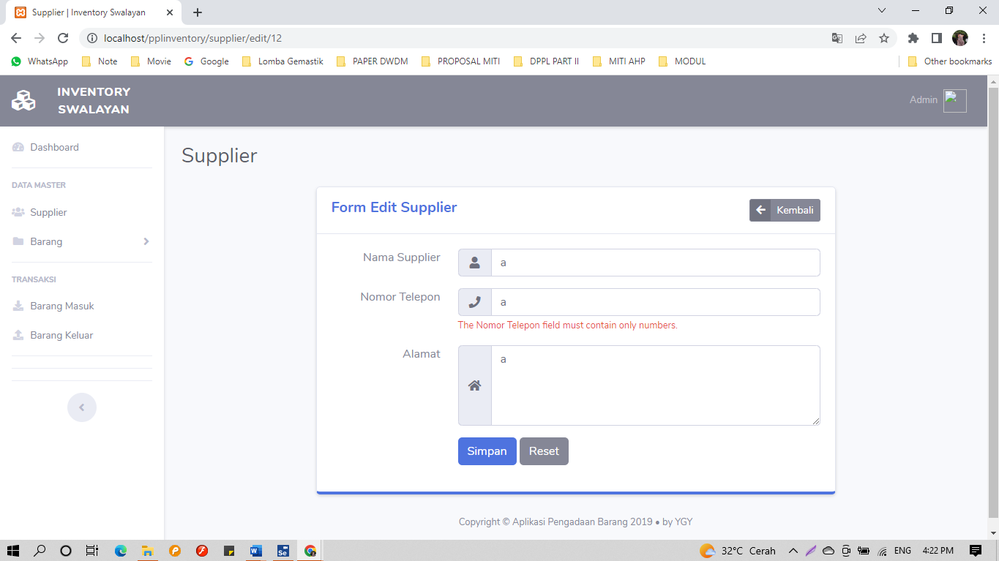 Supplier | Inventory Swalayan
localhost/pplinventory/supplier/edit/12
WhatsApp Note Movie Google Lomba Gemastik PAPER DWDM PROPOSAL MITI DPPL PART II MITI AHP MODUL Other bookmarks
INVENTORY
SWALAYAN
Admin
Dashboard
DATA MASTER
Supplier
Barang
TRANSAKSI
Barang Masuk
Barang Keluar
Supplier
Form Edit Supplier
Kembali
Nama Supplier a
Nomor Telepon a
The Nomor Telepon field must contain only numbers.
Alamat a
Simpan Reset
Copyright © Aplikasi Pengadaan Barang 2019 • by YGY
32°C Cerah ENG 4:22 PM